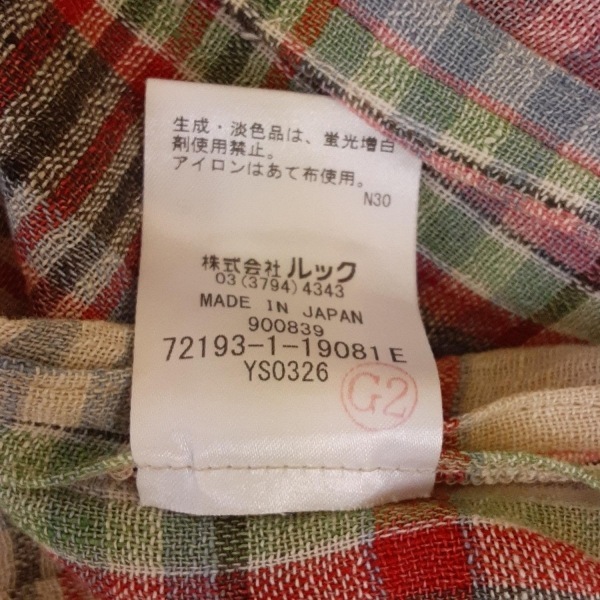 生成・淡色品は、蛍光増白
剤使用禁止。
アイロンはあて布使用。
N30
株式会社 ルック
03(3794)4343
MADE IN JAPAN
900839
72193-1-19081E
YS0326
G2